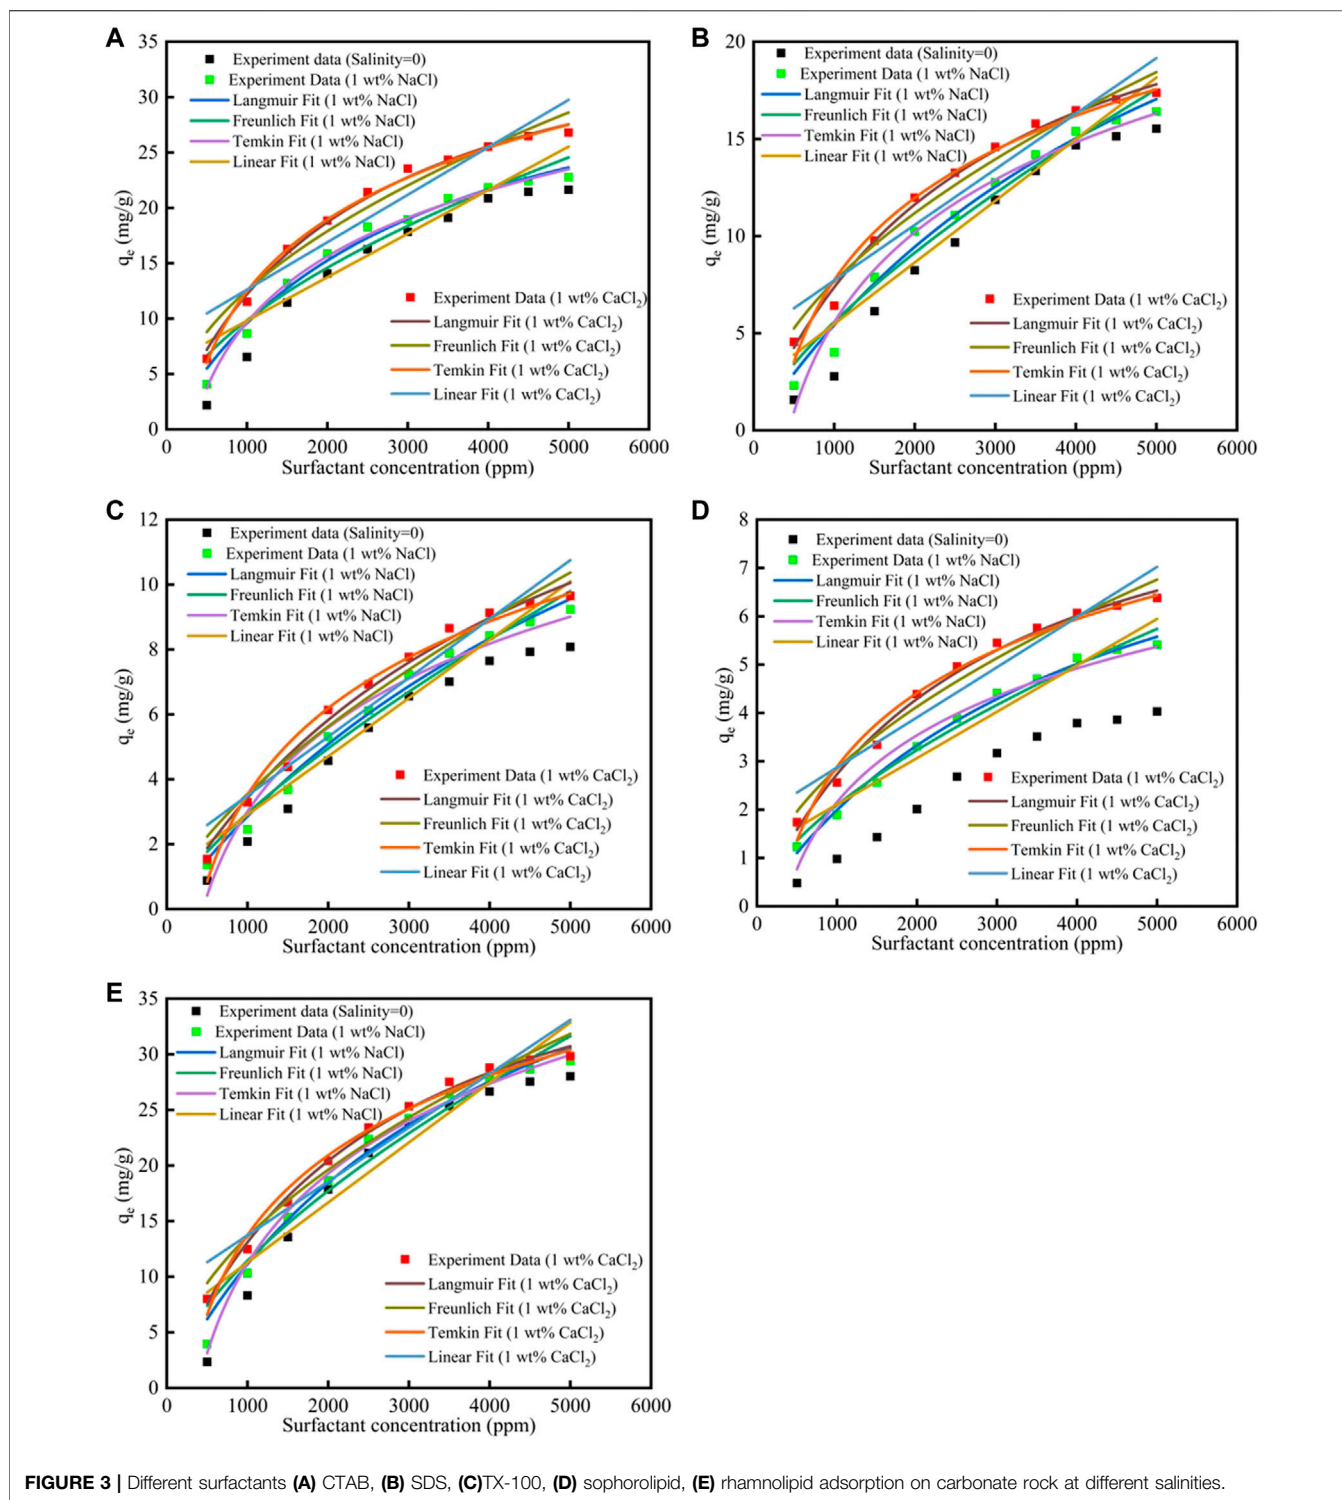 A
35
30
25
20
15
10
5
0
qe (mg/g)
Experiment data (Salinity=0)
Experiment Data (1 wt% NaCl)
Langmuir Fit (1 wt% NaCl)
Freunlich Fit (1 wt% NaCl)
Temkin Fit (1 wt% NaCl)
Linear Fit (1 wt% NaCl)
Experiment Data (1 wt% CaCl2)
Langmuir Fit (1 wt% CaCl2)
Freunlich Fit (1 wt% CaCl2)
Temkin Fit (1 wt% CaCl2)
Linear Fit (1 wt% CaCl2)
0 1000 2000 3000 4000 5000 6000
Surfactant concentration (ppm)
B
20
15
10
5
0
qe (mg/g)
Experiment data (Salinity=0)
Experiment Data (1 wt% NaCl)
Langmuir Fit (1 wt% NaCl)
Freunlich Fit (1 wt% NaCl)
Temkin Fit (1 wt% NaCl)
Linear Fit (1 wt% NaCl)
Experiment Data (1 wt% CaCl2)
Langmuir Fit (1 wt% CaCl2)
Freunlich Fit (1 wt% CaCl2)
Temkin Fit (1 wt% CaCl2)
Linear Fit (1 wt% CaCl2)
0 1000 2000 3000 4000 5000 6000
Surfactant concentration (ppm)
C
12
10
8
6
4
2
0
qe (mg/g)
Experiment data (Salinity=0)
Experiment Data (1 wt% NaCl)
Langmuir Fit (1 wt% NaCl)
Freunlich Fit (1 wt% NaCl)
Temkin Fit (1 wt% NaCl)
Linear Fit (1 wt% NaCl)
Experiment Data (1 wt% CaCl2)
Langmuir Fit (1 wt% CaCl2)
Freunlich Fit (1 wt% CaCl2)
Temkin Fit (1 wt% CaCl2)
Linear Fit (1 wt% CaCl2)
0 1000 2000 3000 4000 5000 6000
Surfactant concentration (ppm)
D
8
7
6
5
4
3
2
1
0
qe (mg/g)
Experiment data (Salinity=0)
Experiment Data (1 wt% NaCl)
Langmuir Fit (1 wt% NaCl)
Freunlich Fit (1 wt% NaCl)
Temkin Fit (1 wt% NaCl)
Linear Fit (1 wt% NaCl)
Experiment Data (1 wt% CaCl2)
Langmuir Fit (1 wt% CaCl2)
Freunlich Fit (1 wt% CaCl2)
Temkin Fit (1 wt% CaCl2)
Linear Fit (1 wt% CaCl2)
0 1000 2000 3000 4000 5000 6000
Surfactant concentration (ppm)
E
35
30
25
20
15
10
5
0
qe (mg/g)
Experiment data (Salinity=0)
Experiment Data (1 wt% NaCl)
Langmuir Fit (1 wt% NaCl)
Freunlich Fit (1 wt% NaCl)
Temkin Fit (1 wt% NaCl)
Linear Fit (1 wt% NaCl)
Experiment Data (1 wt% CaCl2)
Langmuir Fit (1 wt% CaCl2)
Freunlich Fit (1 wt% CaCl2)
Temkin Fit (1 wt% CaCl2)
Linear Fit (1 wt% CaCl2)
0 1000 2000 3000 4000 5000 6000
Surfactant concentration (ppm)
FIGURE 3 | Different surfactants (A) CTAB, (B) SDS, (C)TX-100, (D) sophorolipid, (E) rhamnolipid adsorption on carbonate rock at different salinities.